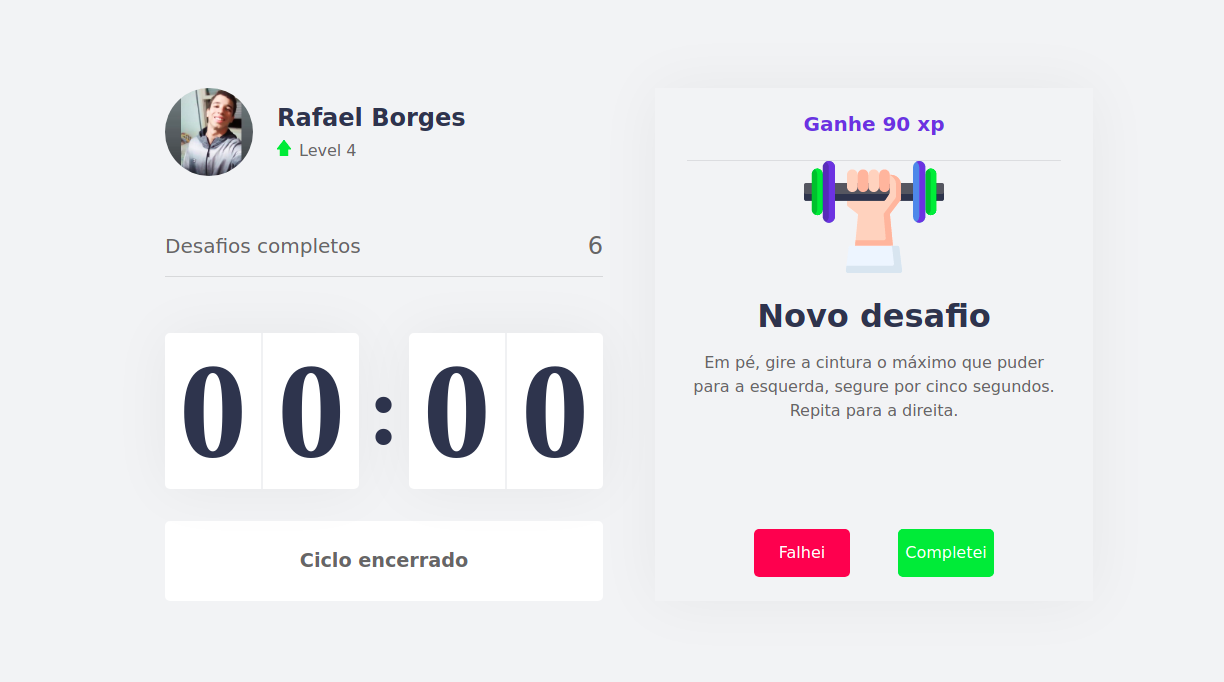 Rafael Borges
Level 4
Desafios completos 6
00:00
Ciclo encerrado
Ganhe 90 xp
Novo desafio
Em pé, gire a cintura o máximo que puder
para a esquerda, segure por cinco segundos.
Repita para a direita.
Falhei Completei